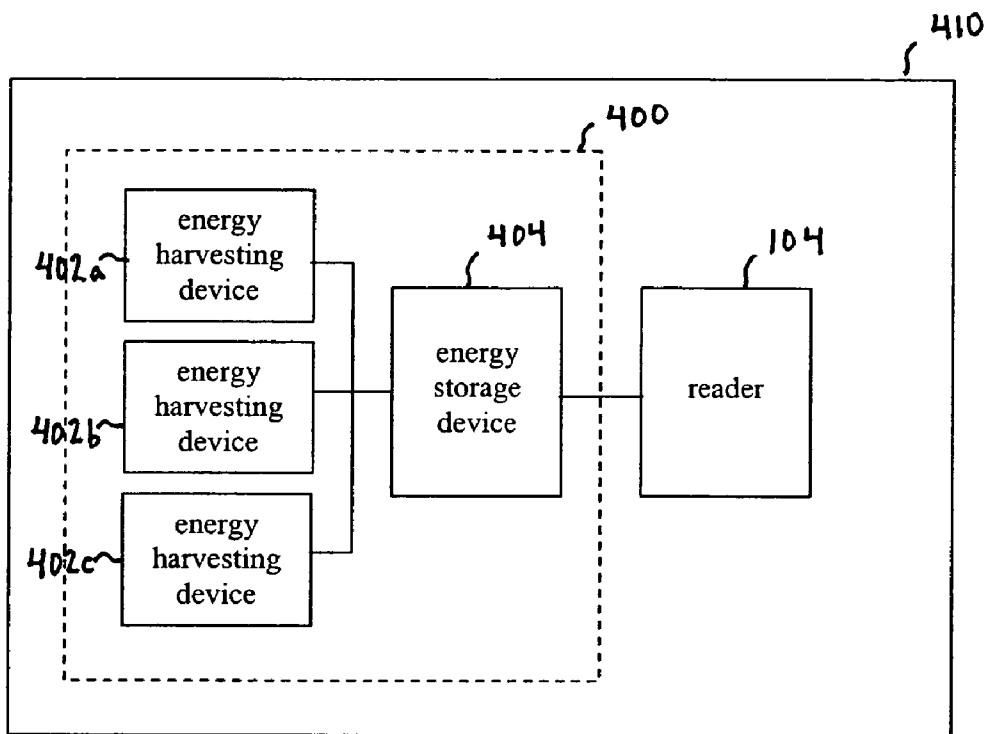 410
400
energy
harvesting
device
402a
404
104
energy
storage
device
reader
energy
harvesting
device
402b
energy
harvesting
device
402c